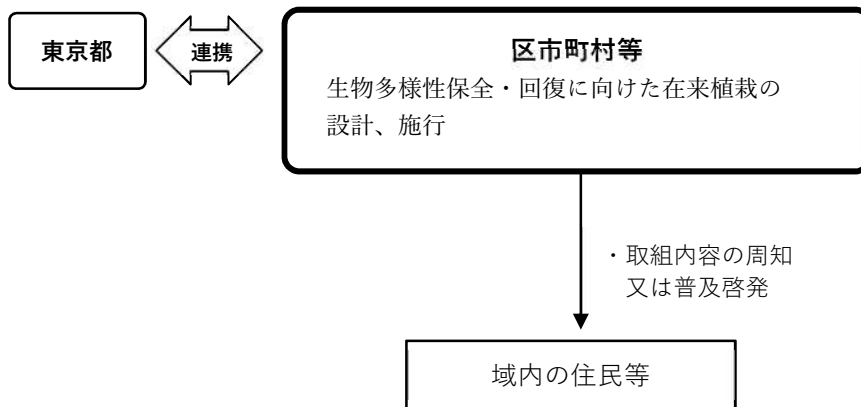 東京都
連携
区市町村等
生物多様性保全・回復に向けた在来植栽の
設計、施行
・取組内容の周知
又は普及啓発
域内の住民等